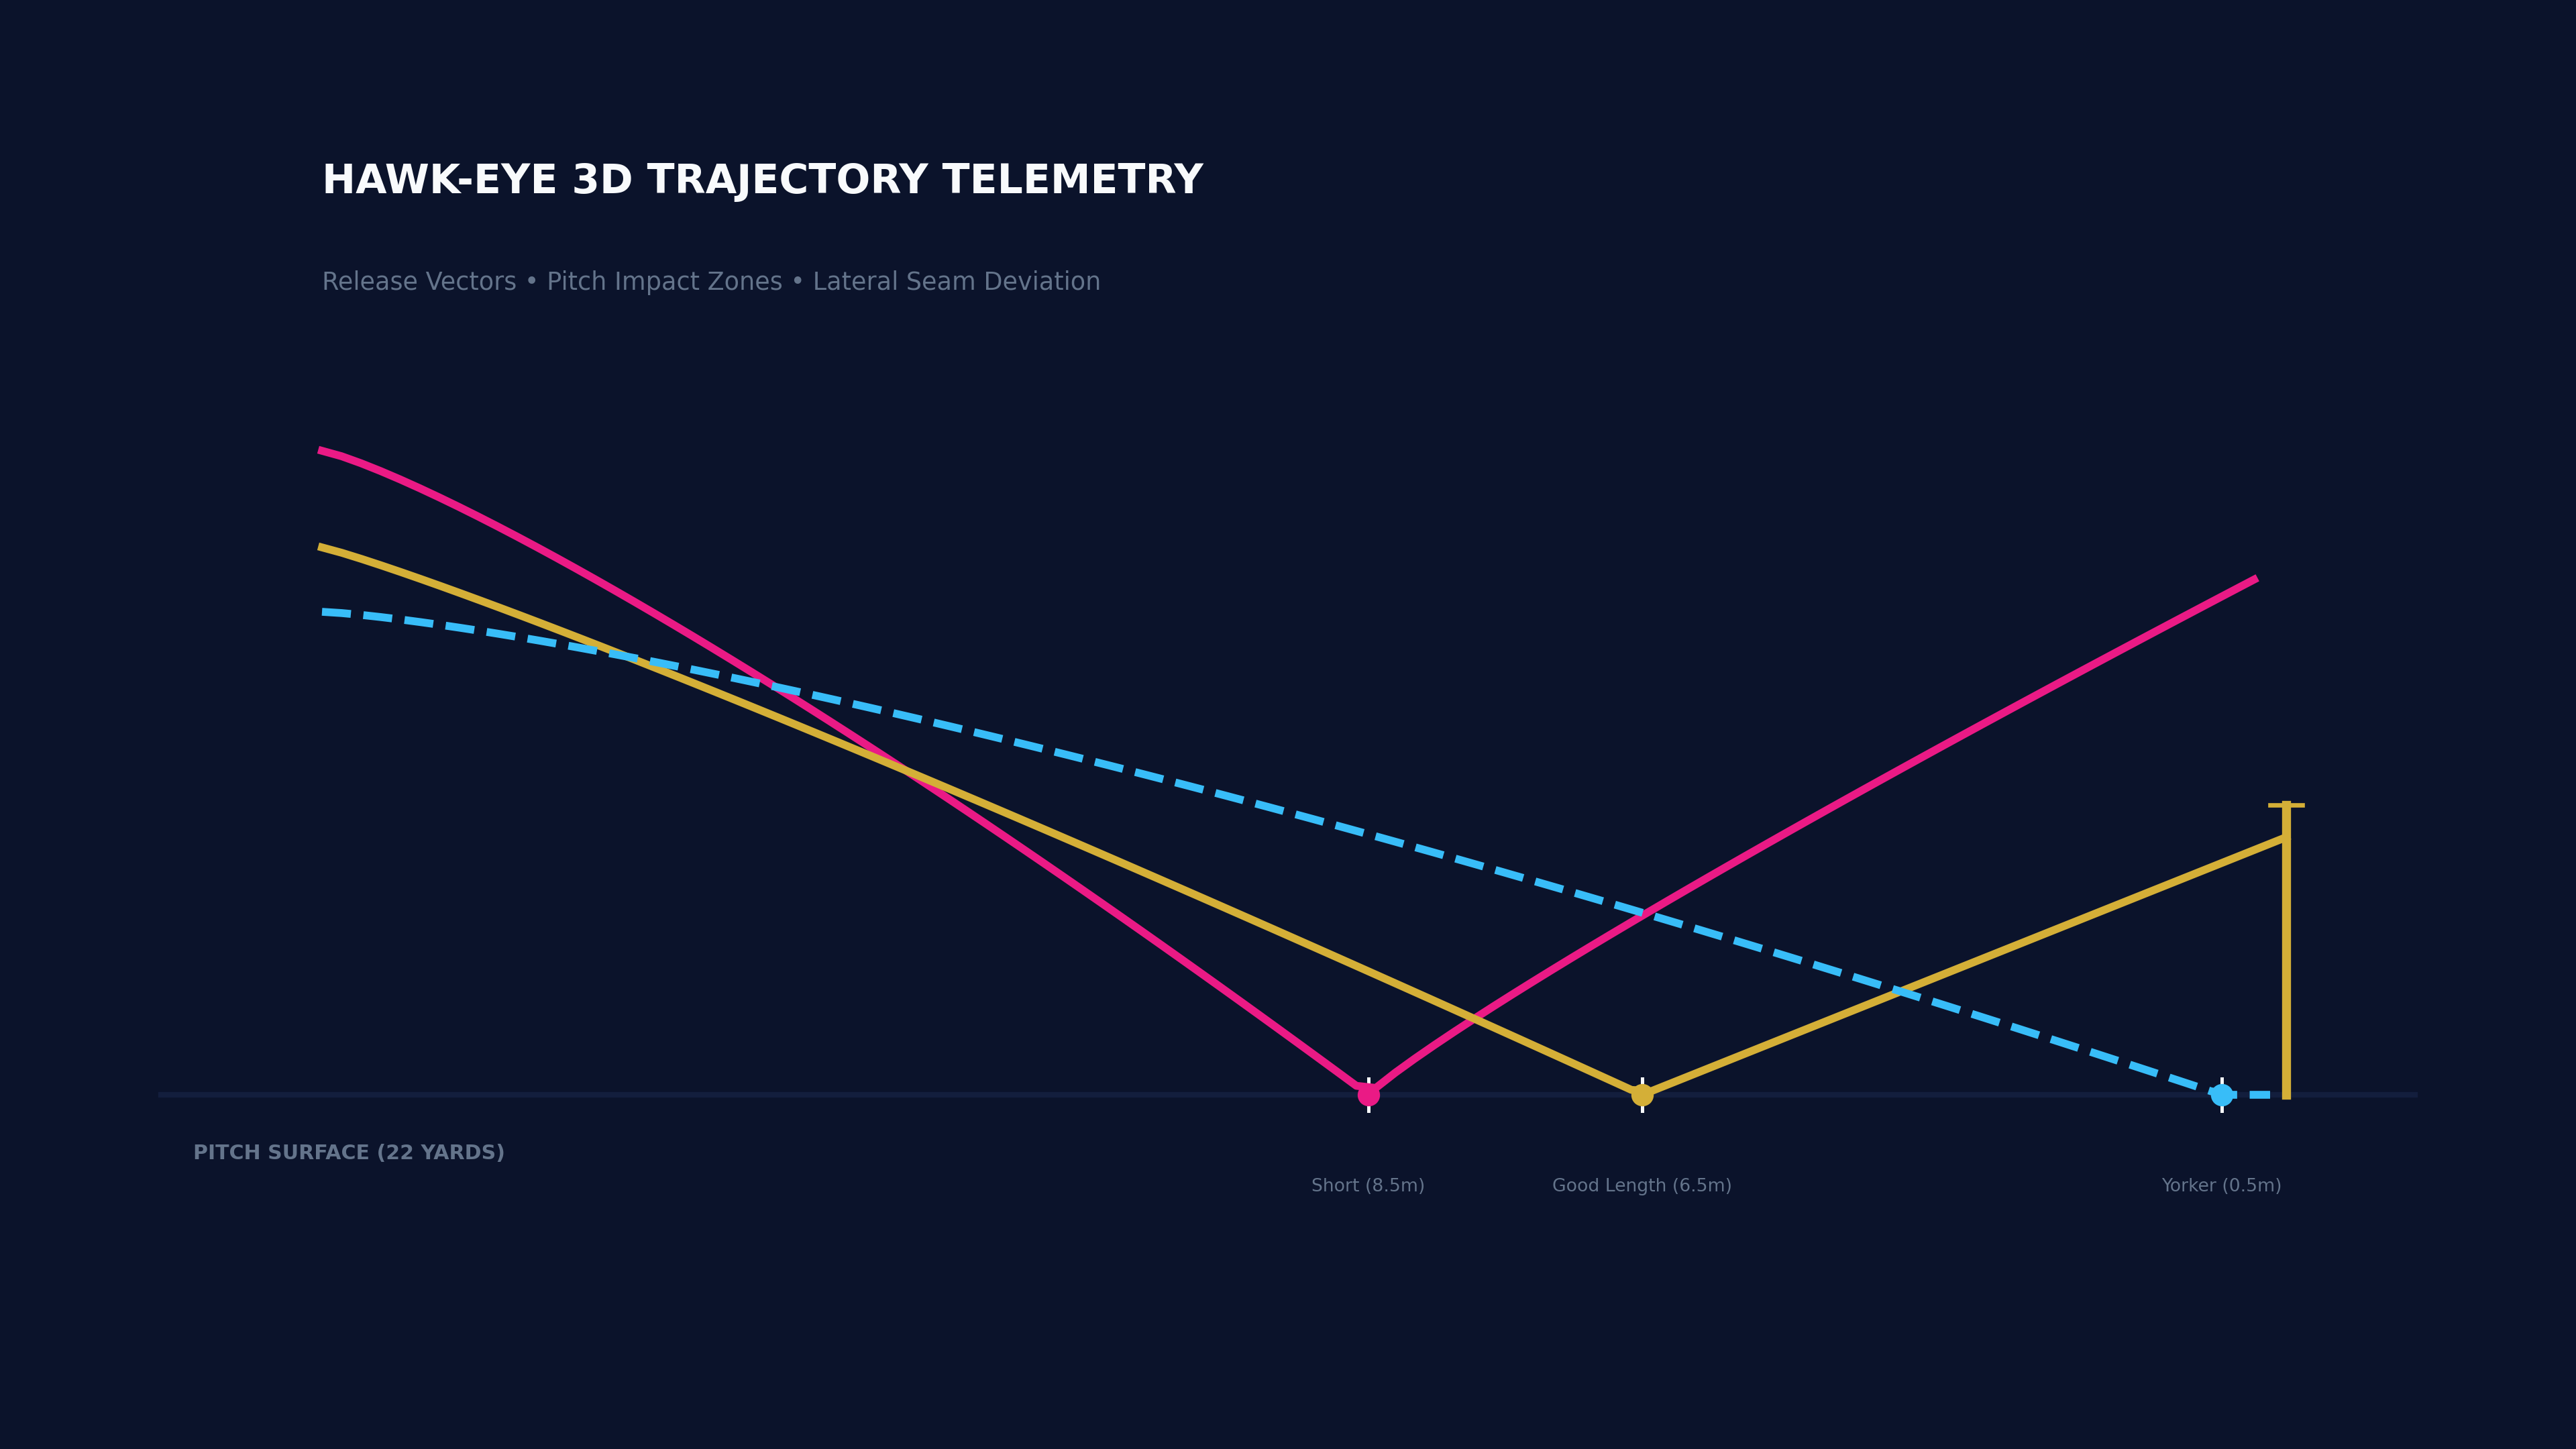 HAWK-EYE 3D TRAJECTORY TELEMETRY
Release Vectors • Pitch Impact Zones • Lateral Seam Deviation
PITCH SURFACE (22 YARDS)
Short (8.5m)
Good Length (6.5m)
Yorker (0.5m)